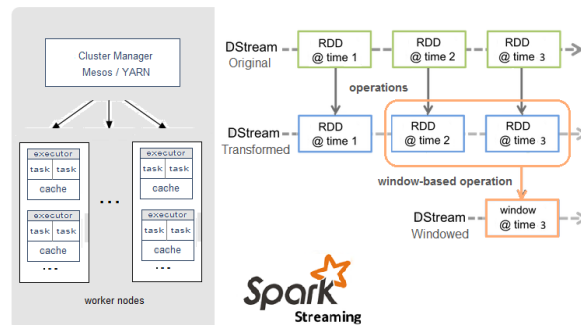 Cluster Manager
Mesos / YARN
executor
task task
cache
executor
task task
cache
...
...
executor
task task
cache
executor
task task
cache
...
worker nodes
DStream
Original
RDD
@ time 1
RDD
@ time 2
RDD
@ time 3
operations
DStream
Transformed
RDD
@ time 1
RDD
@ time 2
RDD
@ time 3
window-based operation
DStream
Windowed
window
@ time 3
Spark
Streaming